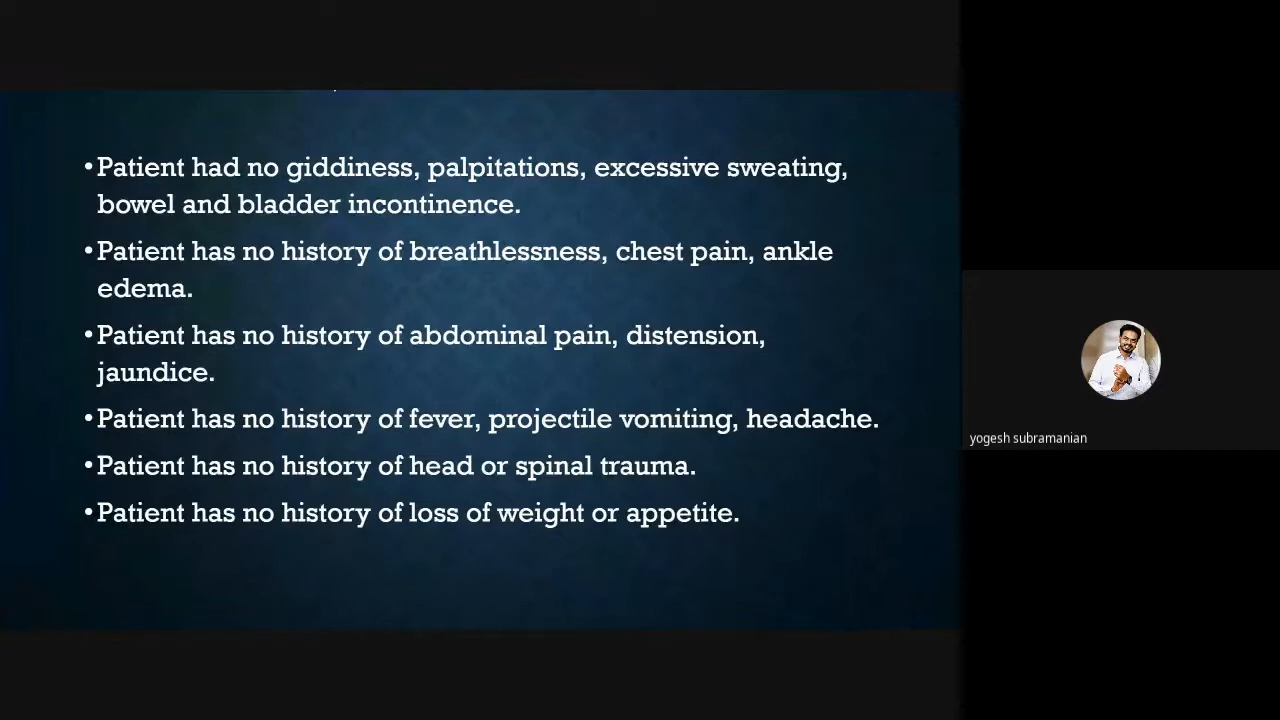 •Patient had no giddiness, palpitations, excessive sweating,
bowel and bladder incontinence.
•Patient has no history of breathlessness, chest pain, ankle
edema.
•Patient has no history of abdominal pain, distension,
jaundice.
•Patient has no history of fever, projectile vomiting, headache.
•Patient has no history of head or spinal trauma.
•Patient has no history of loss of weight or appetite.
yogesh subramanian